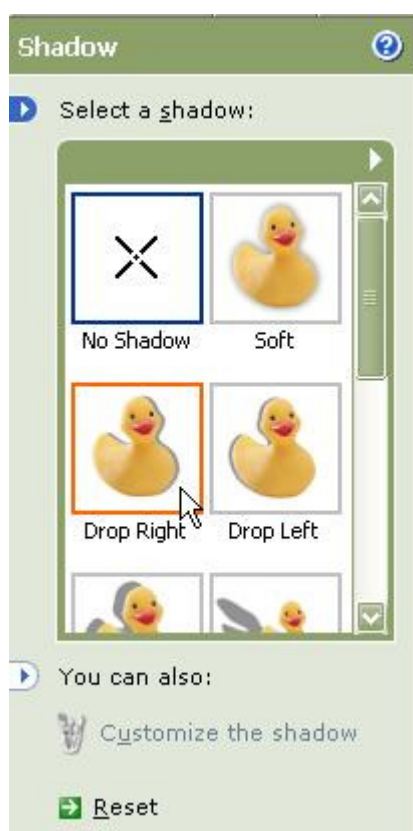 Shadow
Select a shadow:
No Shadow
Soft
Drop Right
Drop Left
You can also:
Customize the shadow
Reset